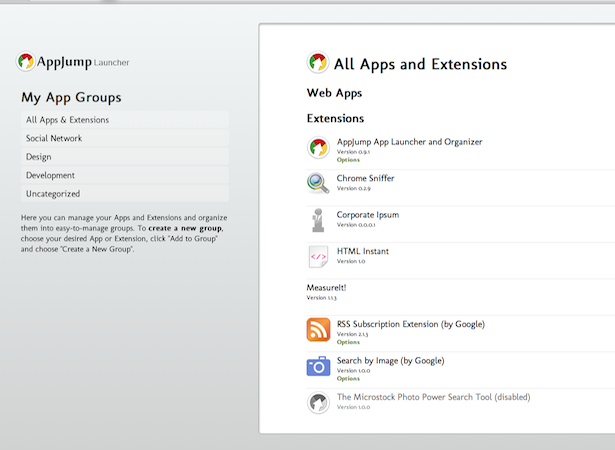 AppJump Launcher
My App Groups
All Apps & Extensions
Social Network
Design
Development
Uncategorized
Here you can manage your Apps and Extensions and organize
them into easy-to-manage groups. To create a new group,
choose your desired App or Extension, click "Add to Group"
and choose "Create a New Group".
All Apps and Extensions
Web Apps
Extensions
AppJump App Launcher and Organizer
Version 0.9.1
Options
Chrome Sniffer
Version 0.2.9
Corporate Ipsum
Version 0.0.0.1
</>
HTML Instant
Version 1.0
MeasureIt!
Version 1.1.3
RSS Subscription Extension (by Google)
Version 2.1.3
Options
Search by Image (by Google)
Version 1.0.0
Options
The Microstock Photo Power Search Tool (disabled)
Version 1.0.0